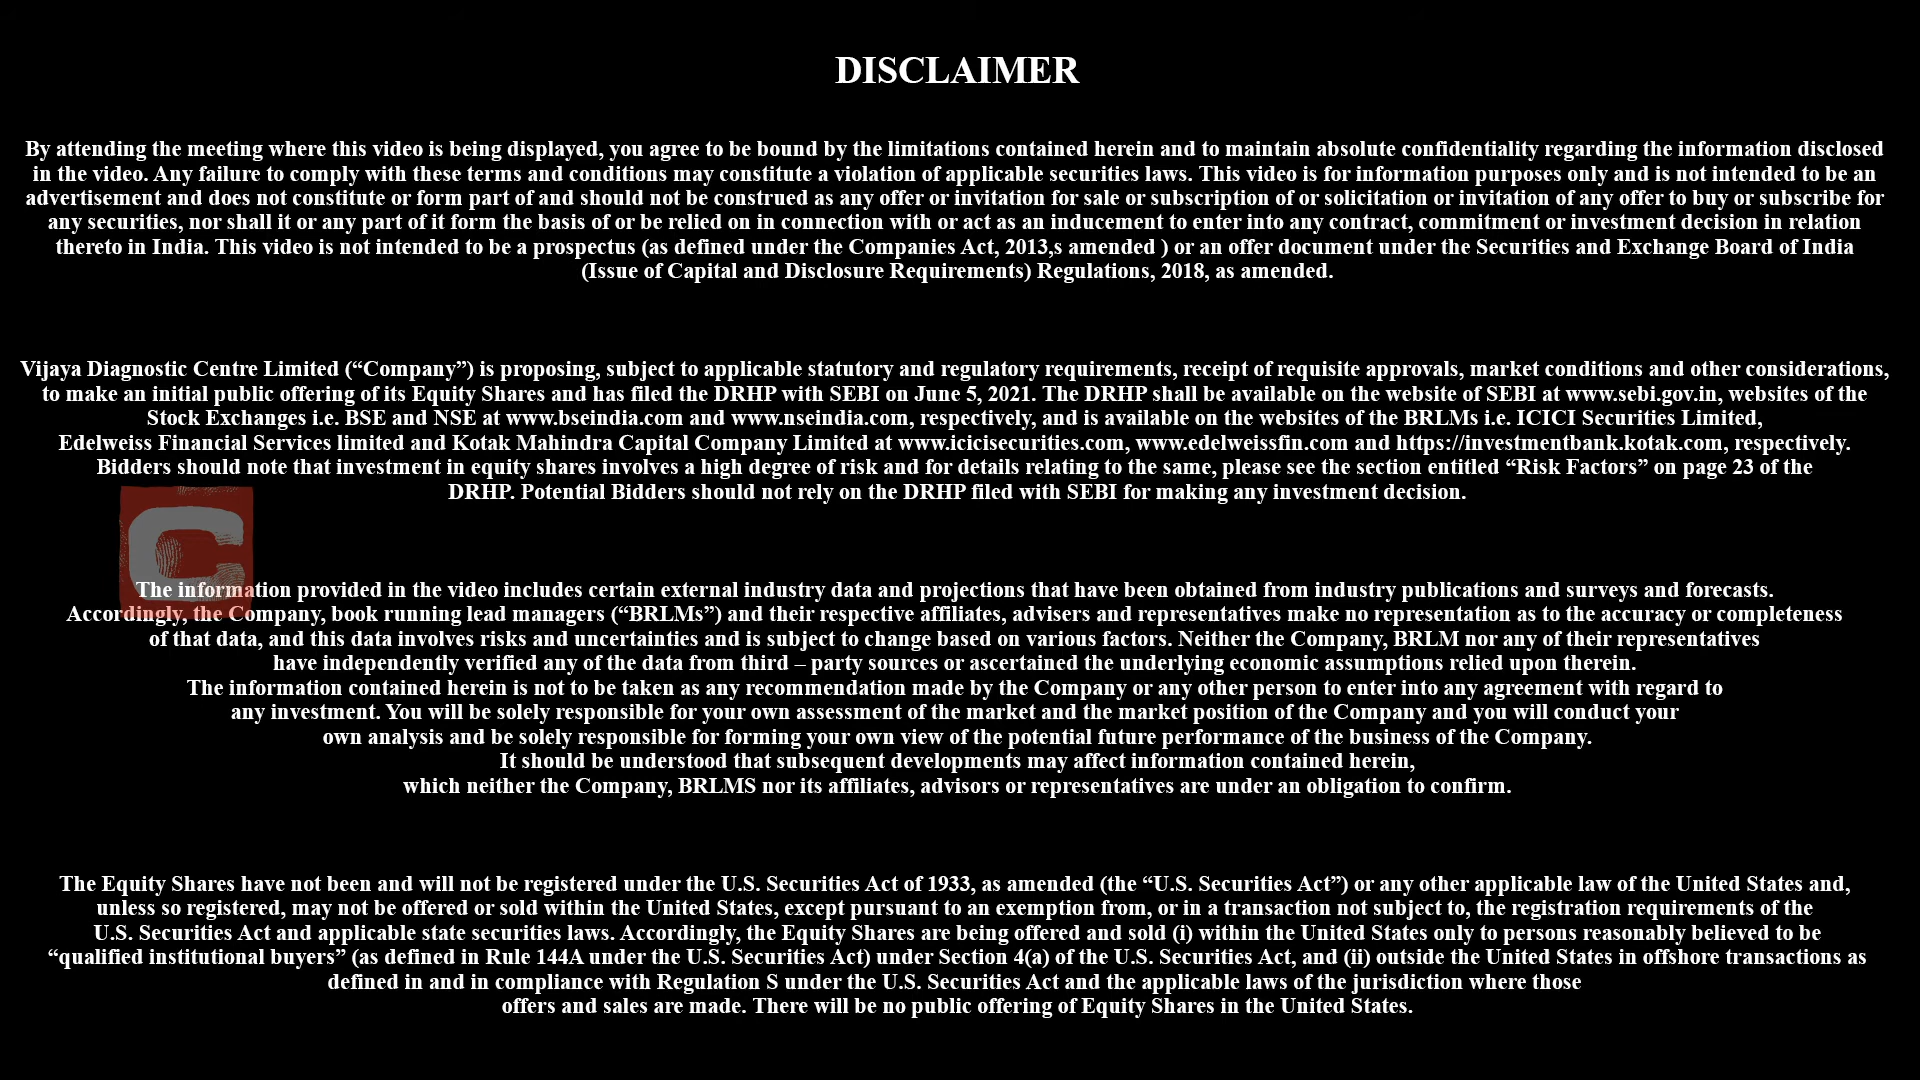 DISCLAIMER
By attending the meeting where this video is being displayed, you agree to be bound by the limitations contained herein and to maintain absolute confidentiality regarding the information disclosed
in the video. Any failure to comply with these terms and conditions may constitute a violation of applicable securities laws. This video is for information purposes only and is not intended to be an
advertisement and does not constitute or form part of and should not be construed as any offer or invitation for sale or subscription of or solicitation or invitation of any offer to buy or subscribe for
any securities, nor shall it or any part of it form the basis of or be relied on in connection with or act as an inducement to enter into any contract, commitment or investment decision in relation
thereto in India. This video is not intended to be a prospectus (as defined under the Companies Act, 2013,s amended ) or an offer document under the Securities and Exchange Board of India
(Issue of Capital and Disclosure Requirements) Regulations, 2018, as amended.
Vijaya Diagnostic Centre Limited (“Company”) is proposing, subject to applicable statutory and regulatory requirements, receipt of requisite approvals, market conditions and other considerations,
to make an initial public offering of its Equity Shares and has filed the DRHP with SEBI on June 5, 2021. The DRHP shall be available on the website of SEBI at www.sebi.gov.in, websites of the
Stock Exchanges i.e. BSE and NSE at www.bseindia.com and www.nseindia.com, respectively, and is available on the websites of the BRLMs i.e. ICICI Securities Limited,
Edelweiss Financial Services limited and Kotak Mahindra Capital Company Limited at www.icicisecurities.com, www.edelweissfin.com and https://investmentbank.kotak.com, respectively.
Bidders should note that investment in equity shares involves a high degree of risk and for details relating to the same, please see the section entitled “Risk Factors” on page 23 of the
DRHP. Potential Bidders should not rely on the DRHP filed with SEBI for making any investment decision.
C
The information provided in the video includes certain external industry data and projections that have been obtained from industry publications and surveys and forecasts.
Accordingly, the Company, book running lead managers (“BRLMs”) and their respective affiliates, advisers and representatives make no representation as to the accuracy or completeness
of that data, and this data involves risks and uncertainties and is subject to change based on various factors. Neither the Company, BRLM nor any of their representatives
have independently verified any of the data from third – party sources or ascertained the underlying economic assumptions relied upon therein.
The information contained herein is not to be taken as any recommendation made by the Company or any other person to enter into any agreement with regard to
any investment. You will be solely responsible for your own assessment of the market and the market position of the Company and you will conduct your
own analysis and be solely responsible for forming your own view of the potential future performance of the business of the Company.
It should be understood that subsequent developments may affect information contained herein,
which neither the Company, BRLMS nor its affiliates, advisors or representatives are under an obligation to confirm.
The Equity Shares have not been and will not be registered under the U.S. Securities Act of 1933, as amended (the “U.S. Securities Act”) or any other applicable law of the United States and,
unless so registered, may not be offered or sold within the United States, except pursuant to an exemption from, or in a transaction not subject to, the registration requirements of the
U.S. Securities Act and applicable state securities laws. Accordingly, the Equity Shares are being offered and sold (i) within the United States only to persons reasonably believed to be
“qualified institutional buyers” (as defined in Rule 144A under the U.S. Securities Act) under Section 4(a) of the U.S. Securities Act, and (ii) outside the United States in offshore transactions as
defined in and in compliance with Regulation S under the U.S. Securities Act and the applicable laws of the jurisdiction where those
offers and sales are made. There will be no public offering of Equity Shares in the United States.